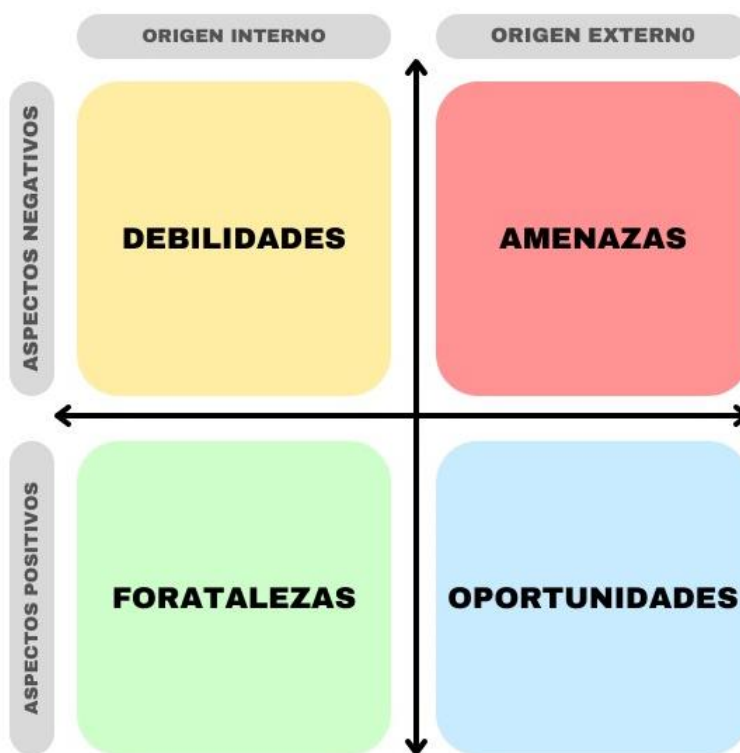 ORIGEN INTERNO
ORIGEN EXTERN0
ASPECTOS NEGATIVOS
DEBILIDADES
AMENAZAS
ASPECTOS POSITIVOS
FORATALEZAS
OPORTUNIDADES